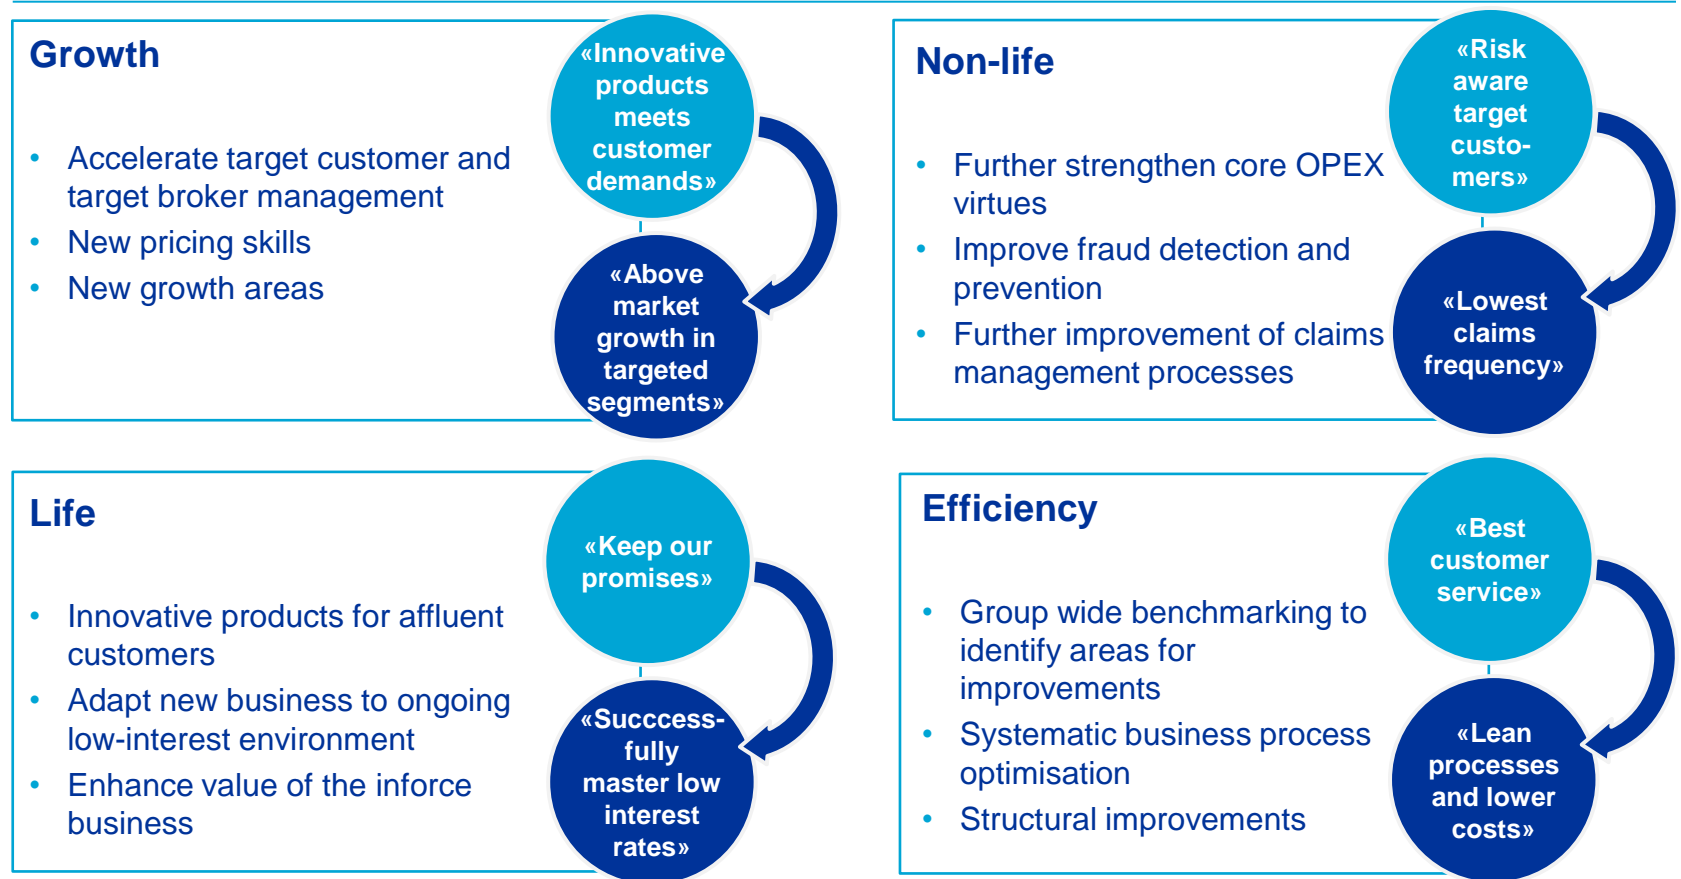 Growth
• Accelerate target customer and
target broker management
• New pricing skills
• New growth areas
«Innovative
products
meets
customer
demands»
«Above
market
growth in
targeted
segments»
Non-life
• Further strengthen core OPEX
virtues
• Improve fraud detection and
prevention
• Further improvement of claims
management processes
«Risk
aware
target
custo-
mers»
«Lowest
claims
frequency»
Life
• Innovative products for affluent
customers
• Adapt new business to ongoing
low-interest environment
• Enhance value of the inforce
business
«Keep our
promises»
«Succcess-
fully
master low
interest
rates»
Efficiency
• Group wide benchmarking to
identify areas for
improvements
• Systematic business process
optimisation
• Structural improvements
«Best
customer
service»
«Lean
processes
and lower
costs»